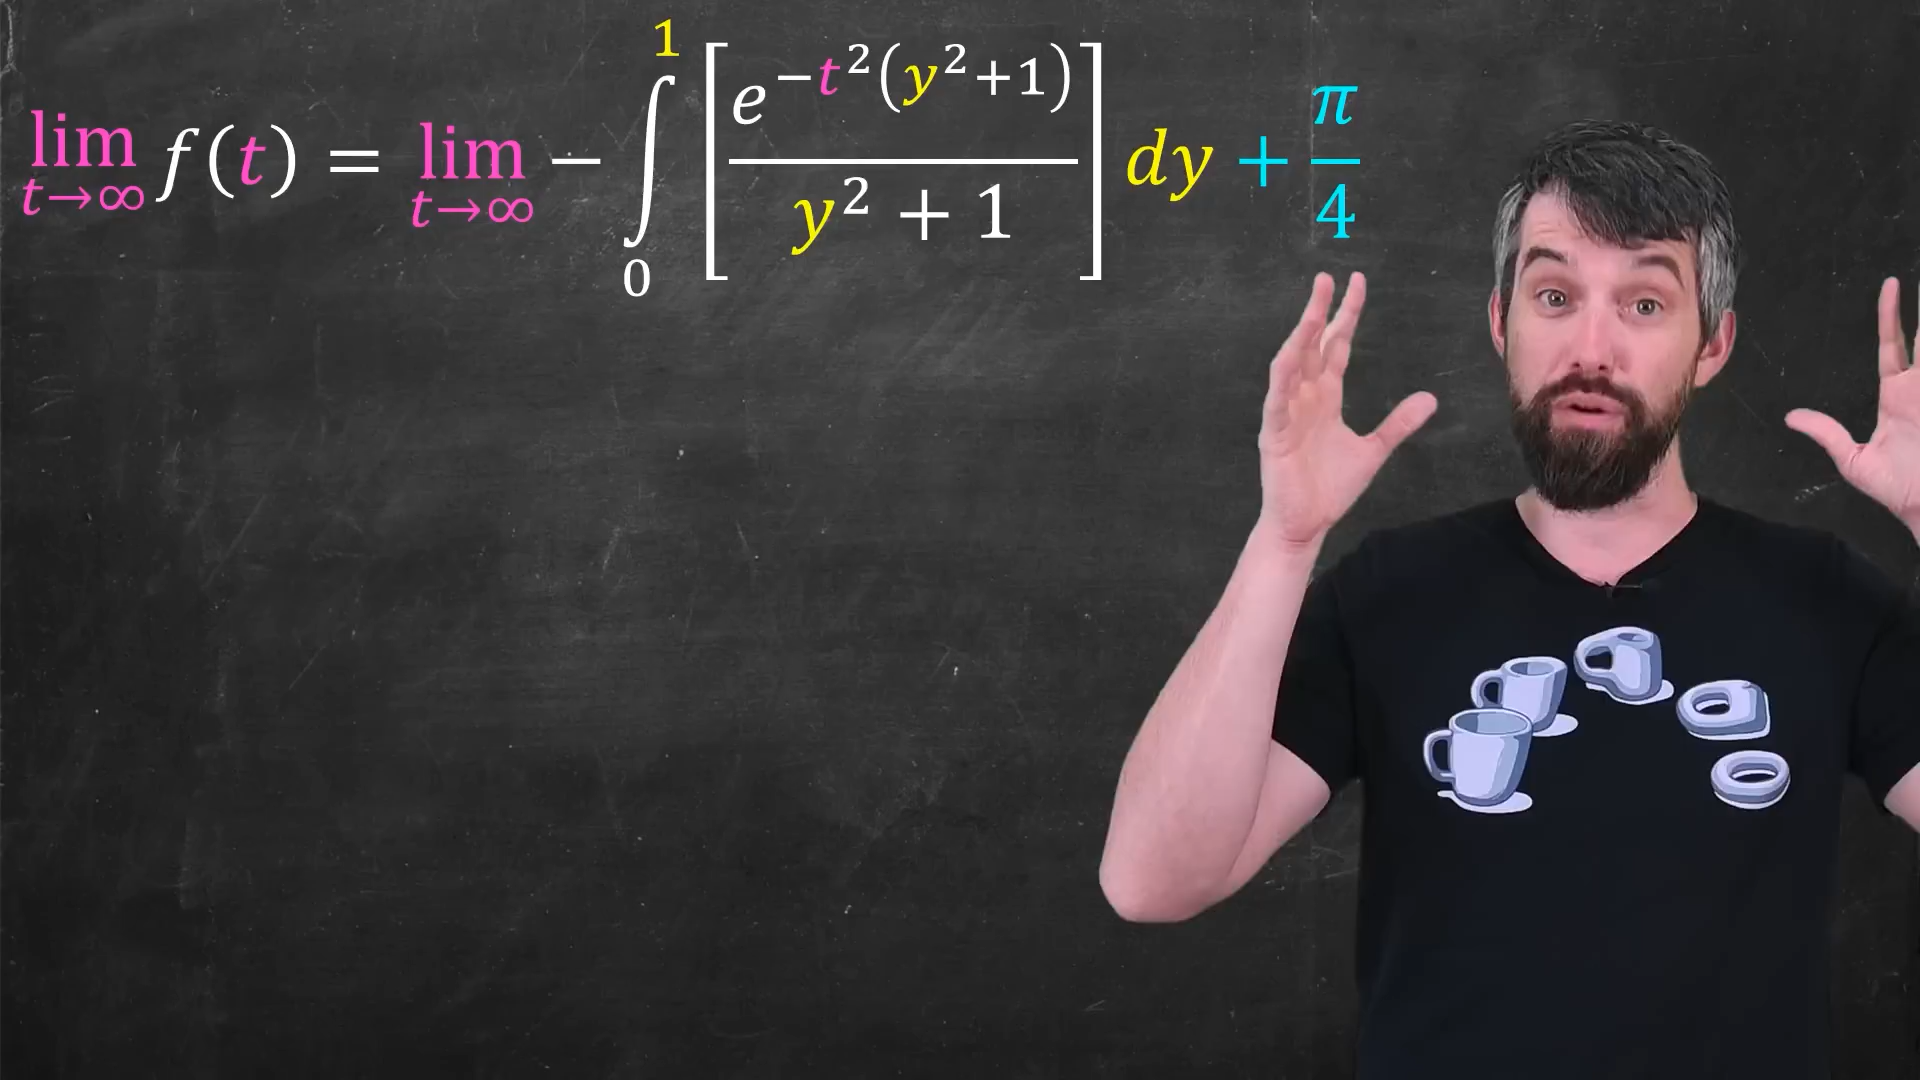 lim t→∞ f(t) = lim t→∞ − ∫₀¹ [e^{−t²(y²+1)} / (y² + 1)] dy + π/4